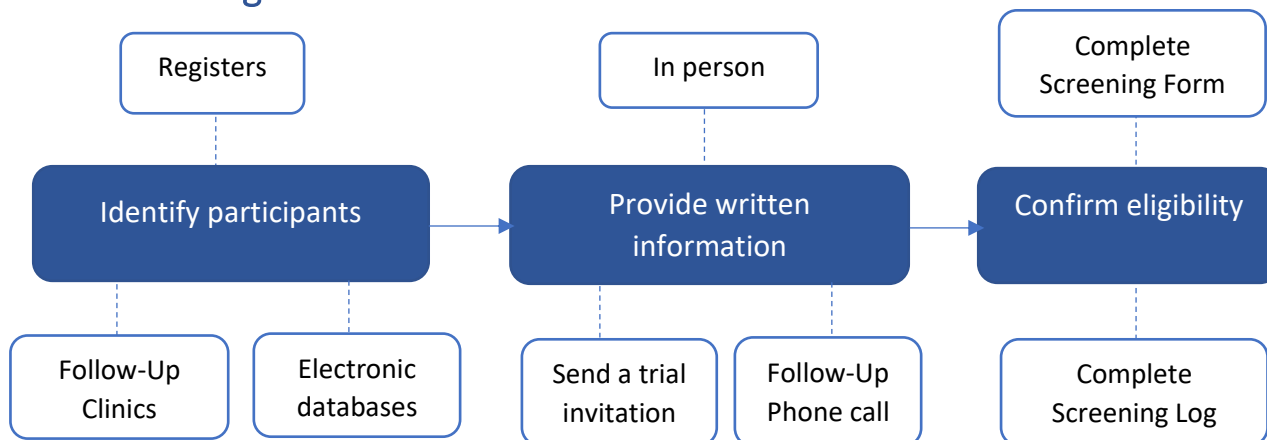 Registers
In person
Complete
Screening Form
Identify participants
Provide written
information
Confirm eligibility
Follow-Up
Clinics
Electronic
databases
Send a trial
invitation
Follow-Up
Phone call
Complete
Screening Log